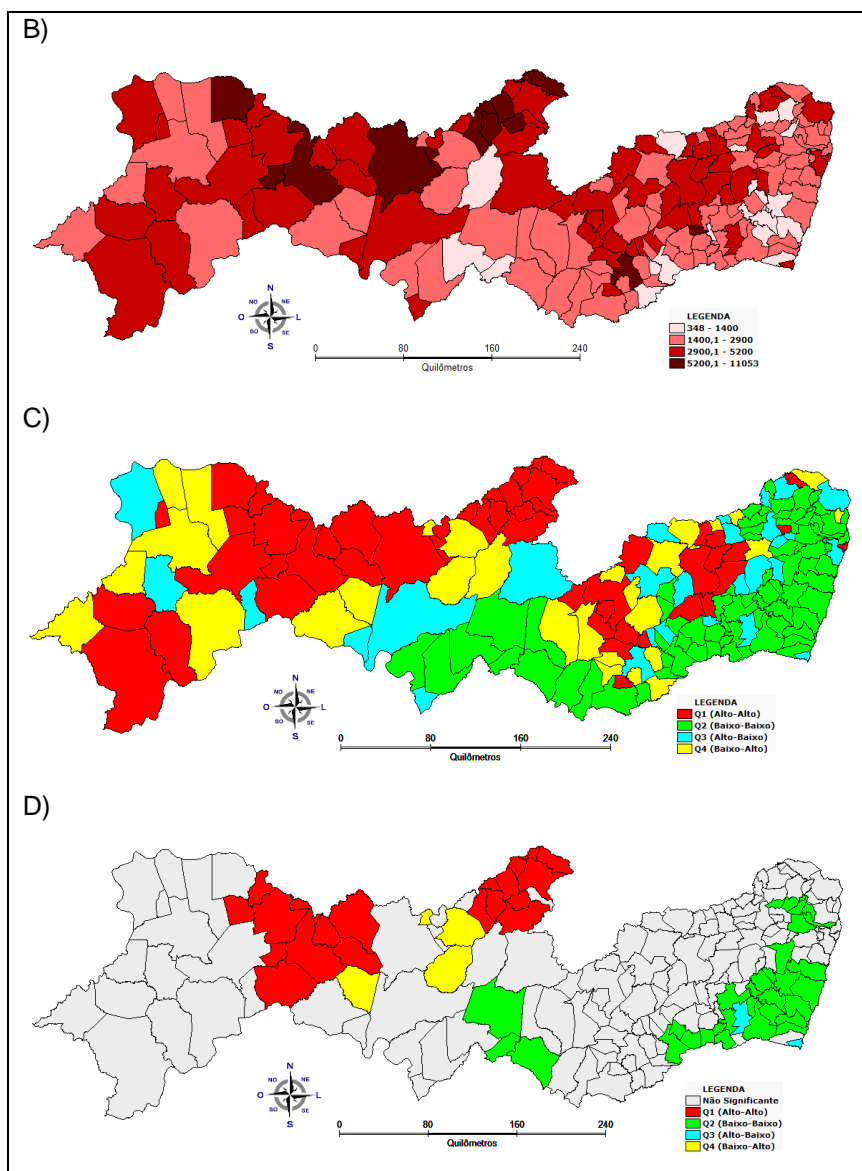 B)
N
NO NE
O L
SO SE
S
LEGENDA
348 - 1400
1400,1 - 2900
2900,1 - 5200
5200,1 - 11053
0 80 160 240
Quilômetros
C)
N
NO NE
O L
SO SE
S
LEGENDA
Q1 (Alto-Alto)
Q2 (Baixo-Baixo)
Q3 (Alto-Baixo)
Q4 (Baixo-Alto)
0 80 160 240
Quilômetros
D)
N
NO NE
O L
SO SE
S
LEGENDA
Não Significante
Q1 (Alto-Alto)
Q2 (Baixo-Baixo)
Q3 (Alto-Baixo)
Q4 (Baixo-Alto)
0 80 160 240
Quilômetros